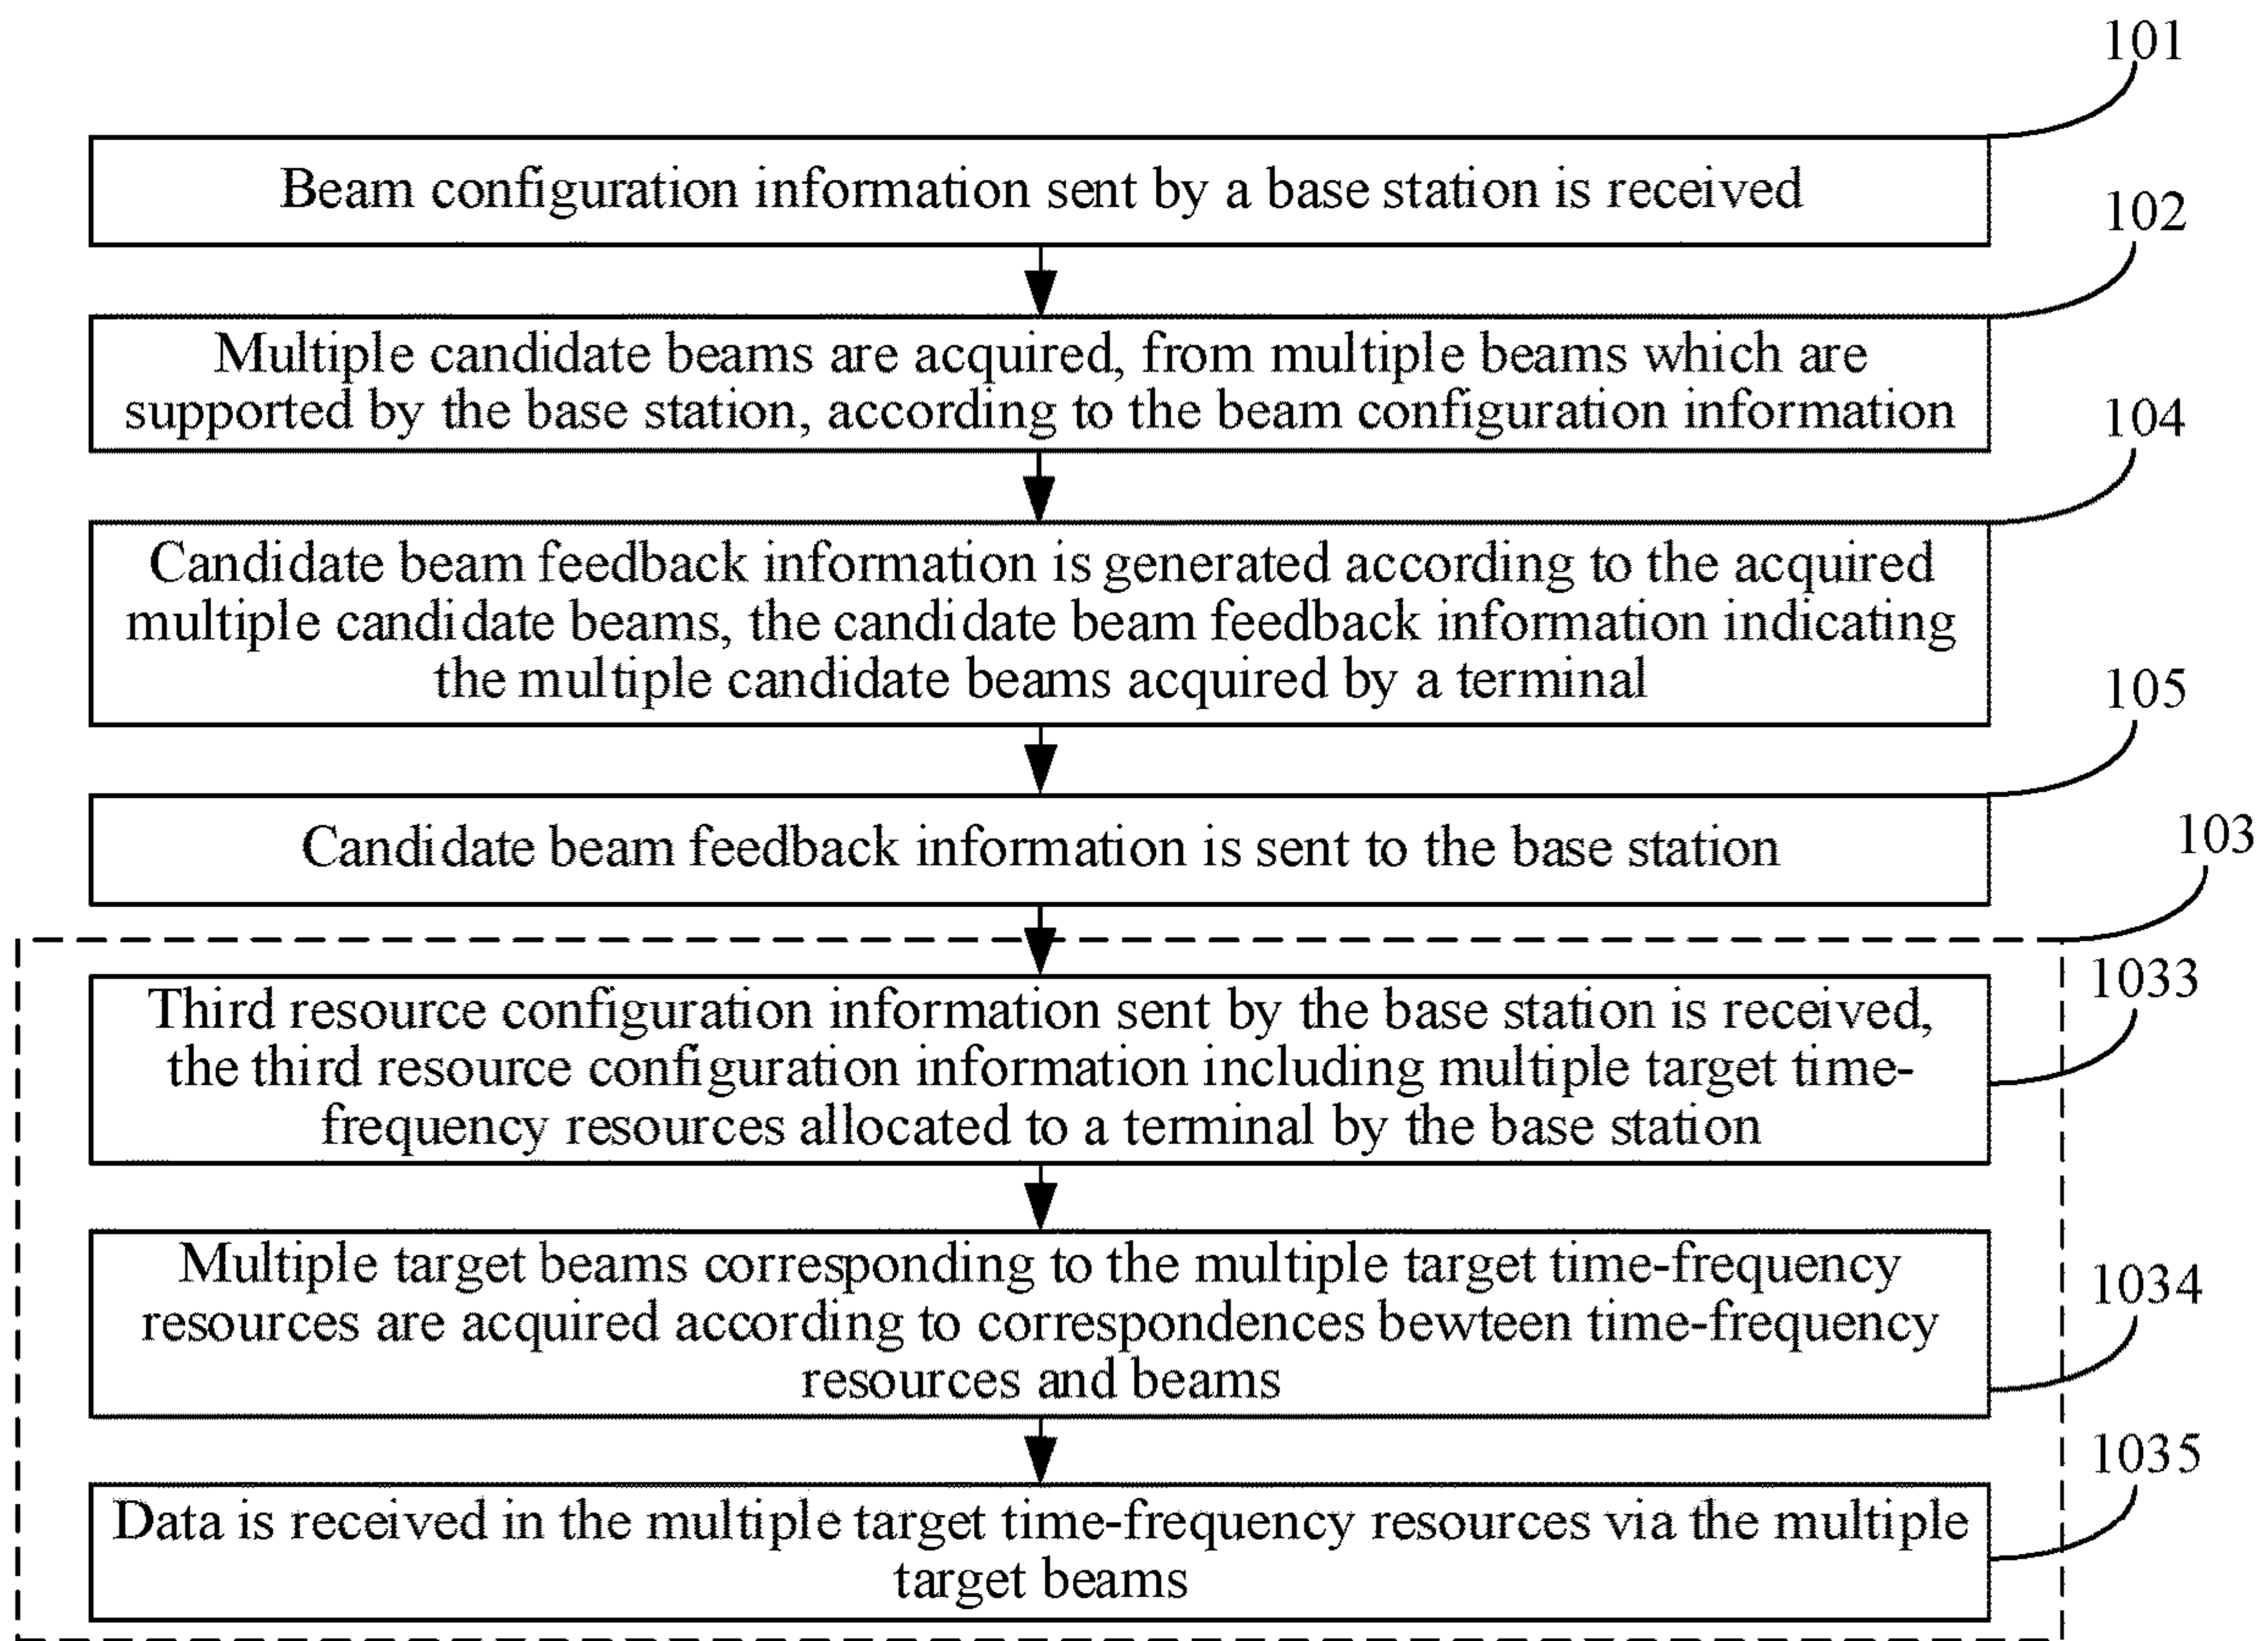 101
Beam configuration information sent by a base station is received
102
Multiple candidate beams are acquired, from multiple beams which are
supported by the base station, according to the beam configuration information
104
Candidate beam feedback information is generated according to the acquired
multiple candidate beams, the candidate beam feedback information indicating
the multiple candidate beams acquired by a terminal
105
Candidate beam feedback information is sent to the base station
103
1033
Third resource configuration information sent by the base station is received,
the third resource configuration information including multiple target time-
frequency resources allocated to a terminal by the base station
1034
Multiple target beams corresponding to the multiple target time-frequency
resources are acquired according to correspondences bewteen time-frequency
resources and beams
1035
Data is received in the multiple target time-frequency resources via the multiple
target beams